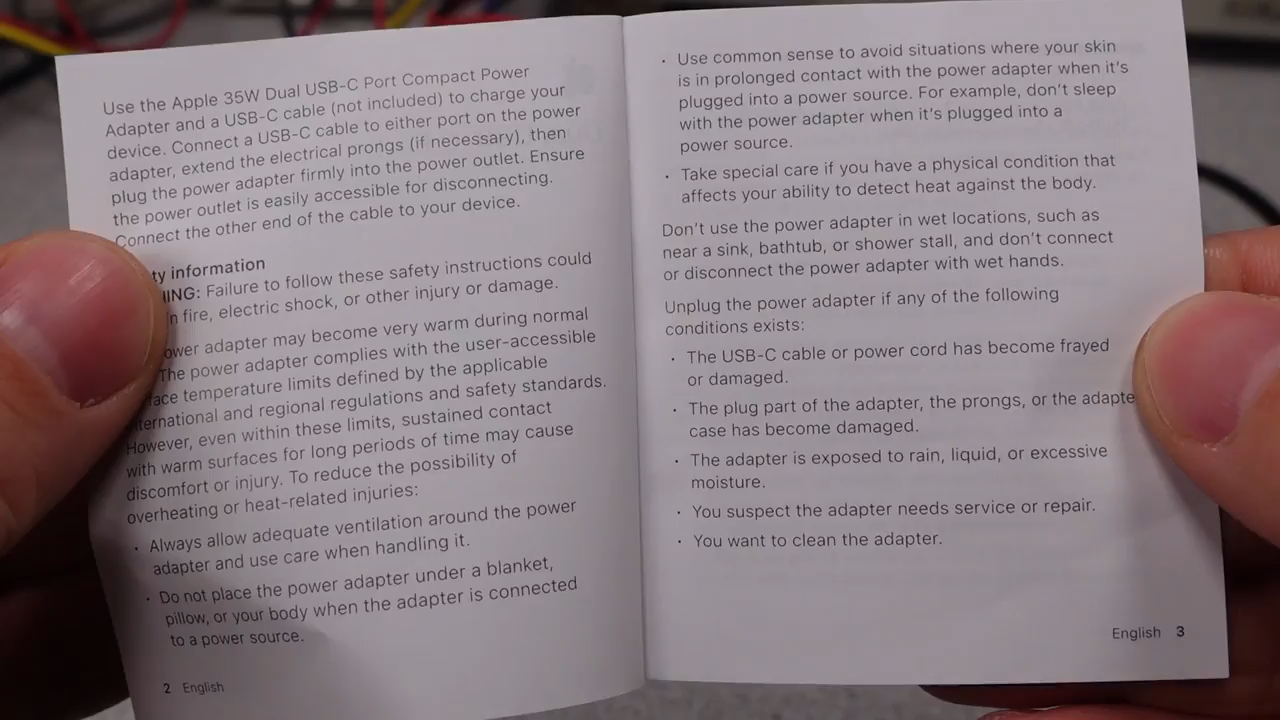 Use the Apple 35W Dual USB-C Port Compact Power
Adapter and a USB-C cable (not included) to charge your
device. Connect a USB-C cable to either port on the power
adapter, extend the electrical prongs (if necessary), then
plug the power adapter firmly into the power outlet. Ensure
the power outlet is easily accessible for disconnecting.
Connect the other end of the cable to your device.
ty information
ING: Failure to follow these safety instructions could
n fire, electric shock, or other injury or damage.
ower adapter may become very warm during normal
The power adapter complies with the user-accessible
face temperature limits defined by the applicable
nternational and regional regulations and safety standards.
However, even within these limits, sustained contact
with warm surfaces for long periods of time may cause
discomfort or injury. To reduce the possibility of
overheating or heat-related injuries:
• Always allow adequate ventilation around the power
adapter and use care when handling it.
• Do not place the power adapter under a blanket,
pillow, or your body when the adapter is connected
to a power source.
2 English
• Use common sense to avoid situations where your skin
is in prolonged contact with the power adapter when it's
plugged into a power source. For example, don't sleep
with the power adapter when it's plugged into a
power source.
• Take special care if you have a physical condition that
affects your ability to detect heat against the body.
Don't use the power adapter in wet locations, such as
near a sink, bathtub, or shower stall, and don't connect
or disconnect the power adapter with wet hands.
Unplug the power adapter if any of the following
conditions exists:
• The USB-C cable or power cord has become frayed
or damaged.
• The plug part of the adapter, the prongs, or the adapte
case has become damaged.
• The adapter is exposed to rain, liquid, or excessive
moisture.
• You suspect the adapter needs service or repair.
• You want to clean the adapter.
English 3